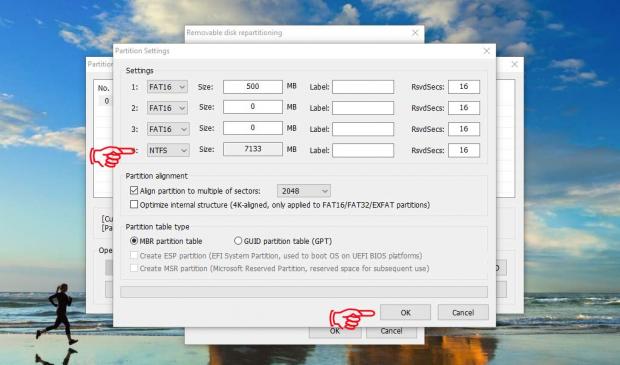 Removable disk repartitioning
Partition Settings
Partition
Settings
No.
0
1: FAT16 Size: 500 MB Label: RsvdSecs: 16
2: FAT16 Size: 0 MB Label: RsvdSecs: 16
3: FAT16 Size: 0 MB Label: RsvdSecs: 16
: NTFS Size: 7133 MB Label: RsvdSecs: 16
Partition alignment
Align partition to multiple of sectors: 2048
Optimize internal structure (4K-aligned, only applied to FAT16/FAT32/EXFAT partitions)
Partition table type
[Cu
[Pa
MBR partition table GUID partition table (GPT)
Ope
Create ESP partition (EFI System Partition, used to boot OS on UEFI BIOS platforms)
Create MSR partition (Microsoft Reserved Partition, reserved space for subsequent use)
OK Cancel
OK Cancel